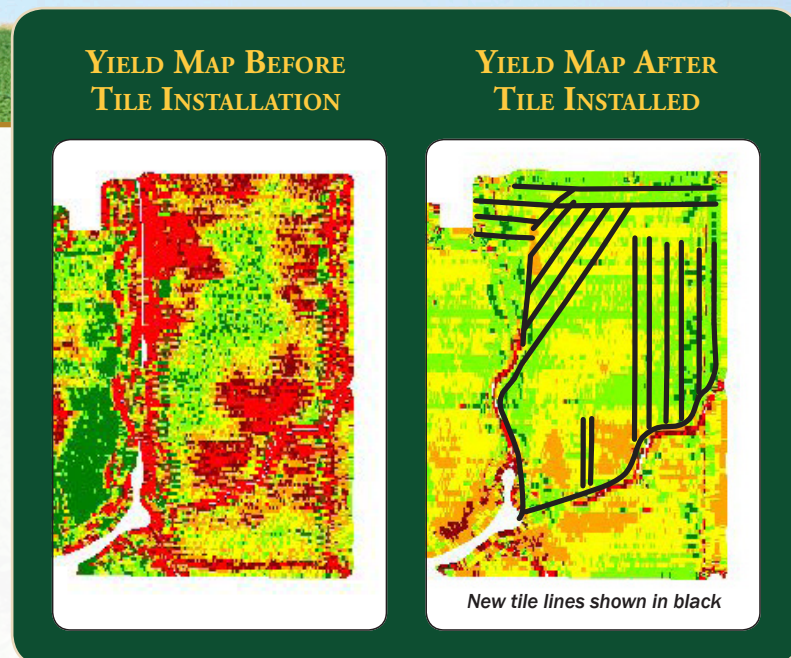 Yield Map Before
Tile Installation
Yield Map After
Tile Installed
New tile lines shown in black